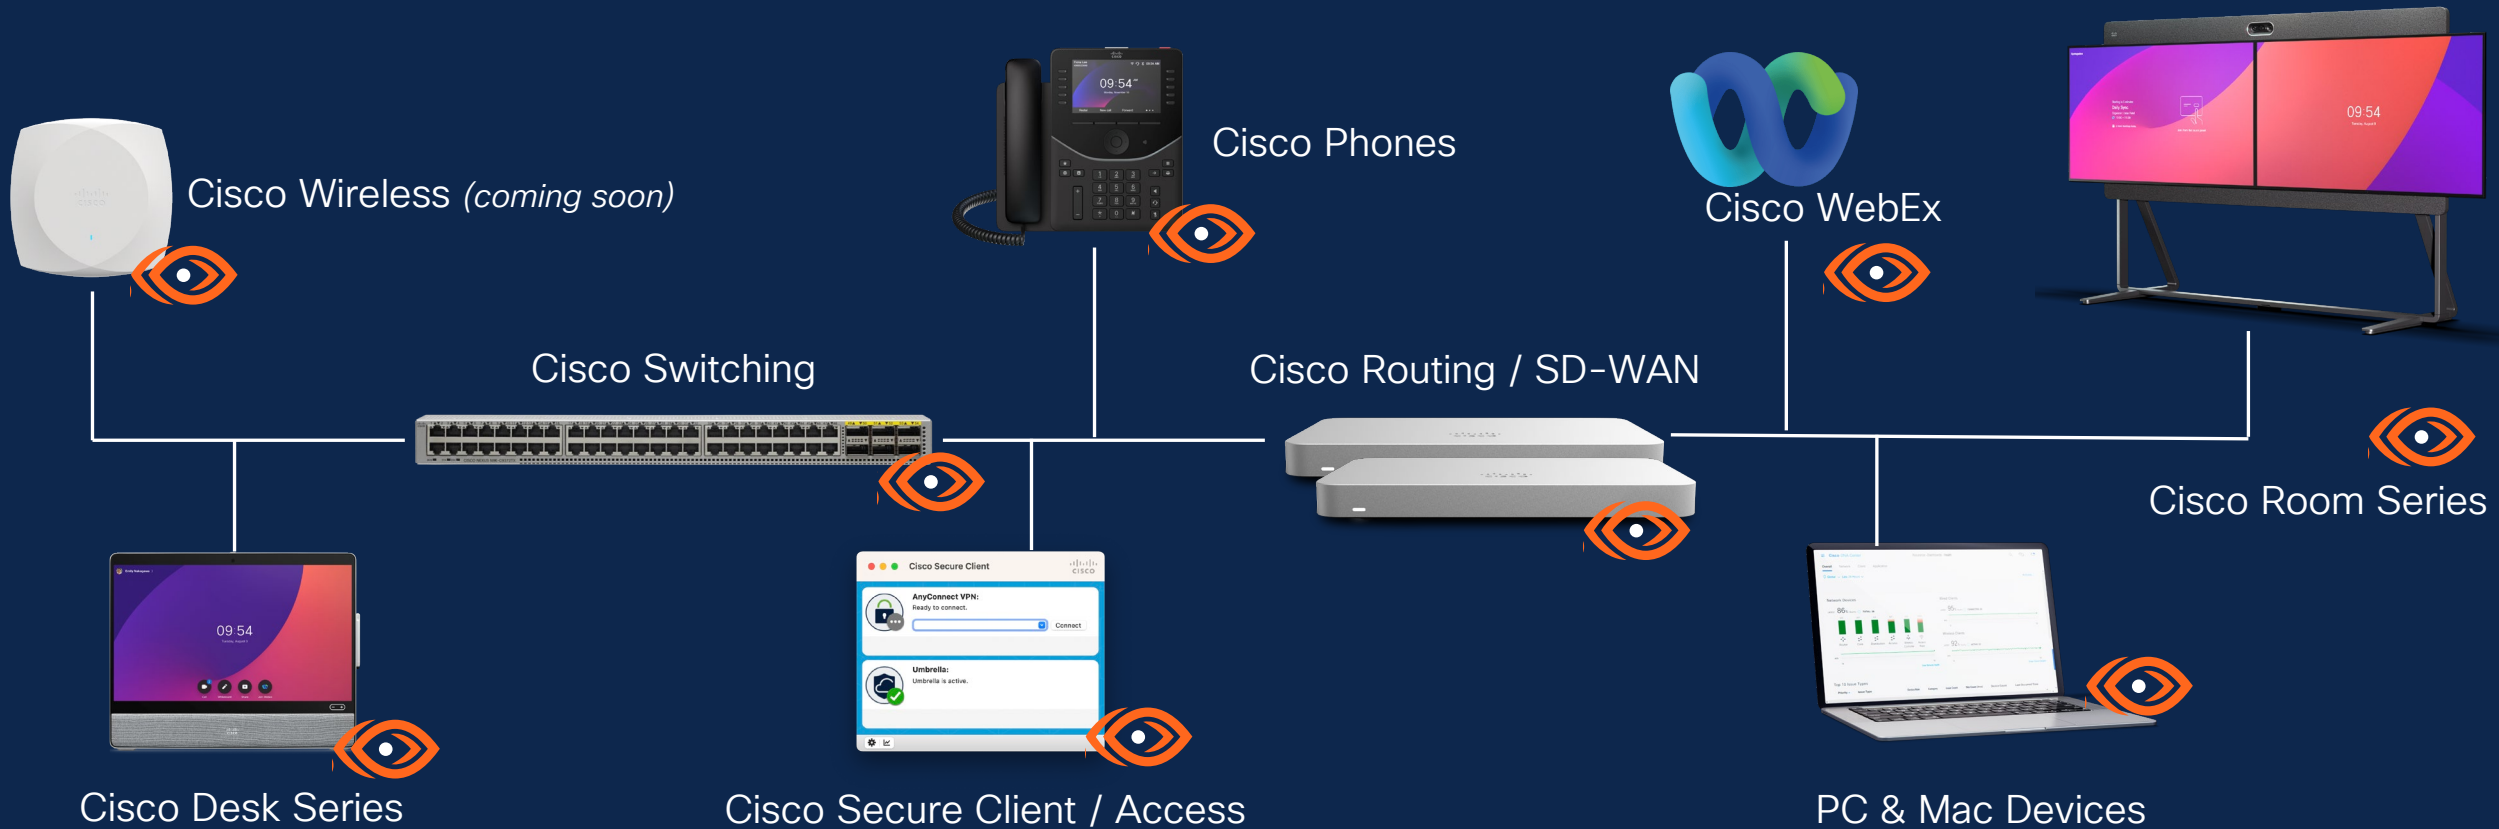 09:54
Cisco Phones
Cisco Wireless (coming soon)
Cisco WebEx
09:54
Cisco Switching
Cisco Routing / SD-WAN
Cisco Room Series
09:54
Cisco Desk Series
Cisco Secure Client
CISCO
AnyConnect VPN:
Ready to connect.
Connect
Umbrella:
Umbrella is active.
Cisco Secure Client / Access
PC & Mac Devices